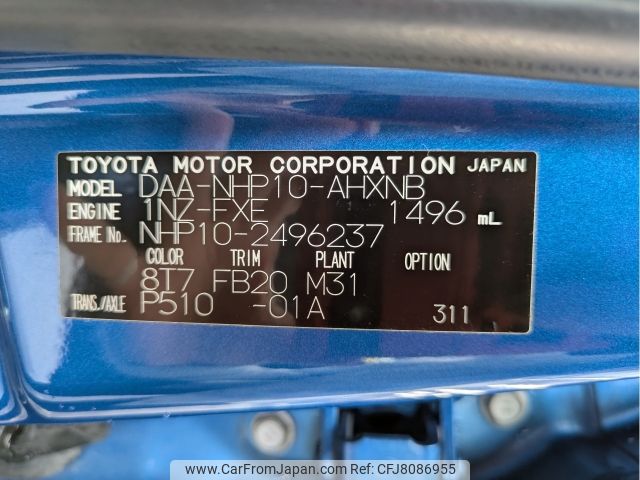 TOYOTA MOTOR CORPORATION JAPAN
MODEL DAA-NHP10-AHXNB
ENGINE 1NZ-FXE 1496 mL
FRAME No. NHP10-2496237
COLOR TRIM PLANT OPTION
8T7 FB20 M31
TRANS./AXLE P510 -01A 311
www.CarFromJapan.com | CFJ8086955